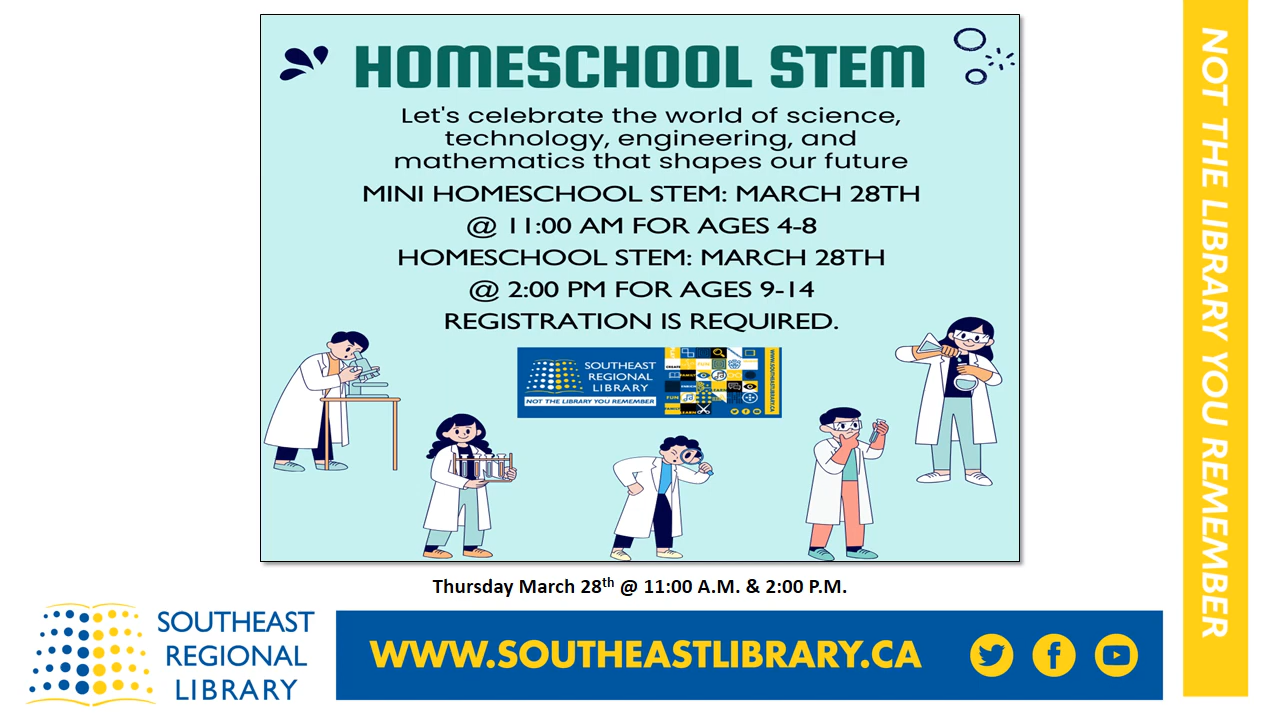 HOMESCHOOL STEM
Let's celebrate the world of science,
technology, engineering, and
mathematics that shapes our future
MINI HOMESCHOOL STEM: MARCH 28TH
@ 11:00 AM FOR AGES 4-8
HOMESCHOOL STEM: MARCH 28TH
@ 2:00 PM FOR AGES 9-14
REGISTRATION IS REQUIRED.
SOUTHEAST
REGIONAL
LIBRARY
NOT THE LIBRARY YOU REMEMBER
WWW.SOUTHEASTLIBRARY.CA
Thursday March 28th @ 11:00 A.M. & 2:00 P.M.
SOUTHEAST
REGIONAL
LIBRARY
WWW.SOUTHEASTLIBRARY.CA
NOT THE LIBRARY YOU REMEMBER